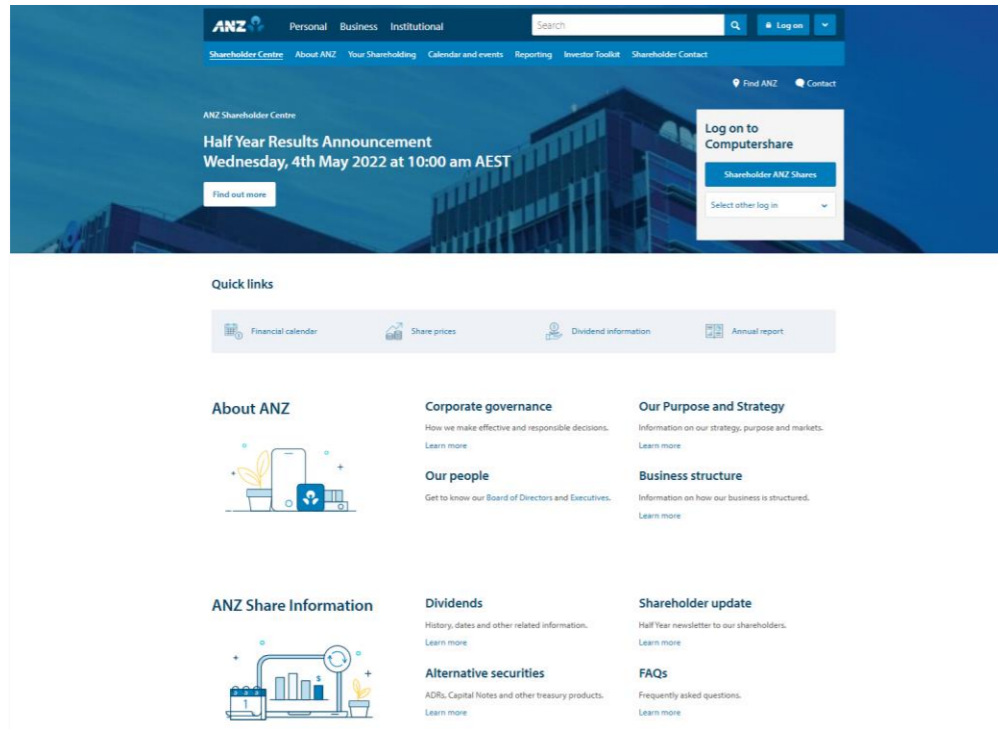 ANZ
Personal Business Institutional
Search
Log on
Shareholder Centre About ANZ Your Shareholding Calendar and events Reporting Investor Toolkit Shareholder Contact
Find ANZ Contact
ANZ Shareholder Centre
Half Year Results Announcement
Wednesday, 4th May 2022 at 10:00 am AEST
Find out more
Log on to
Computershare
Shareholder ANZ Shares
Select other log in
Quick links
Financial calendar Share prices Dividend information Annual report
About ANZ
Corporate governance
How we make effective and responsible decisions.
Learn more
Our Purpose and Strategy
Information on our strategy, purpose and markets.
Learn more
Our people
Get to know our Board of Directors and Executives.
Business structure
Information on how our business is structured.
Learn more
ANZ Share Information
$
1
Dividends
History, dates and other related information.
Learn more
Shareholder update
Half Year newsletter to our shareholders.
Learn more
Alternative securities
ADRs, Capital Notes and other treasury products.
Learn more
FAQs
Frequently asked questions.
Learn more